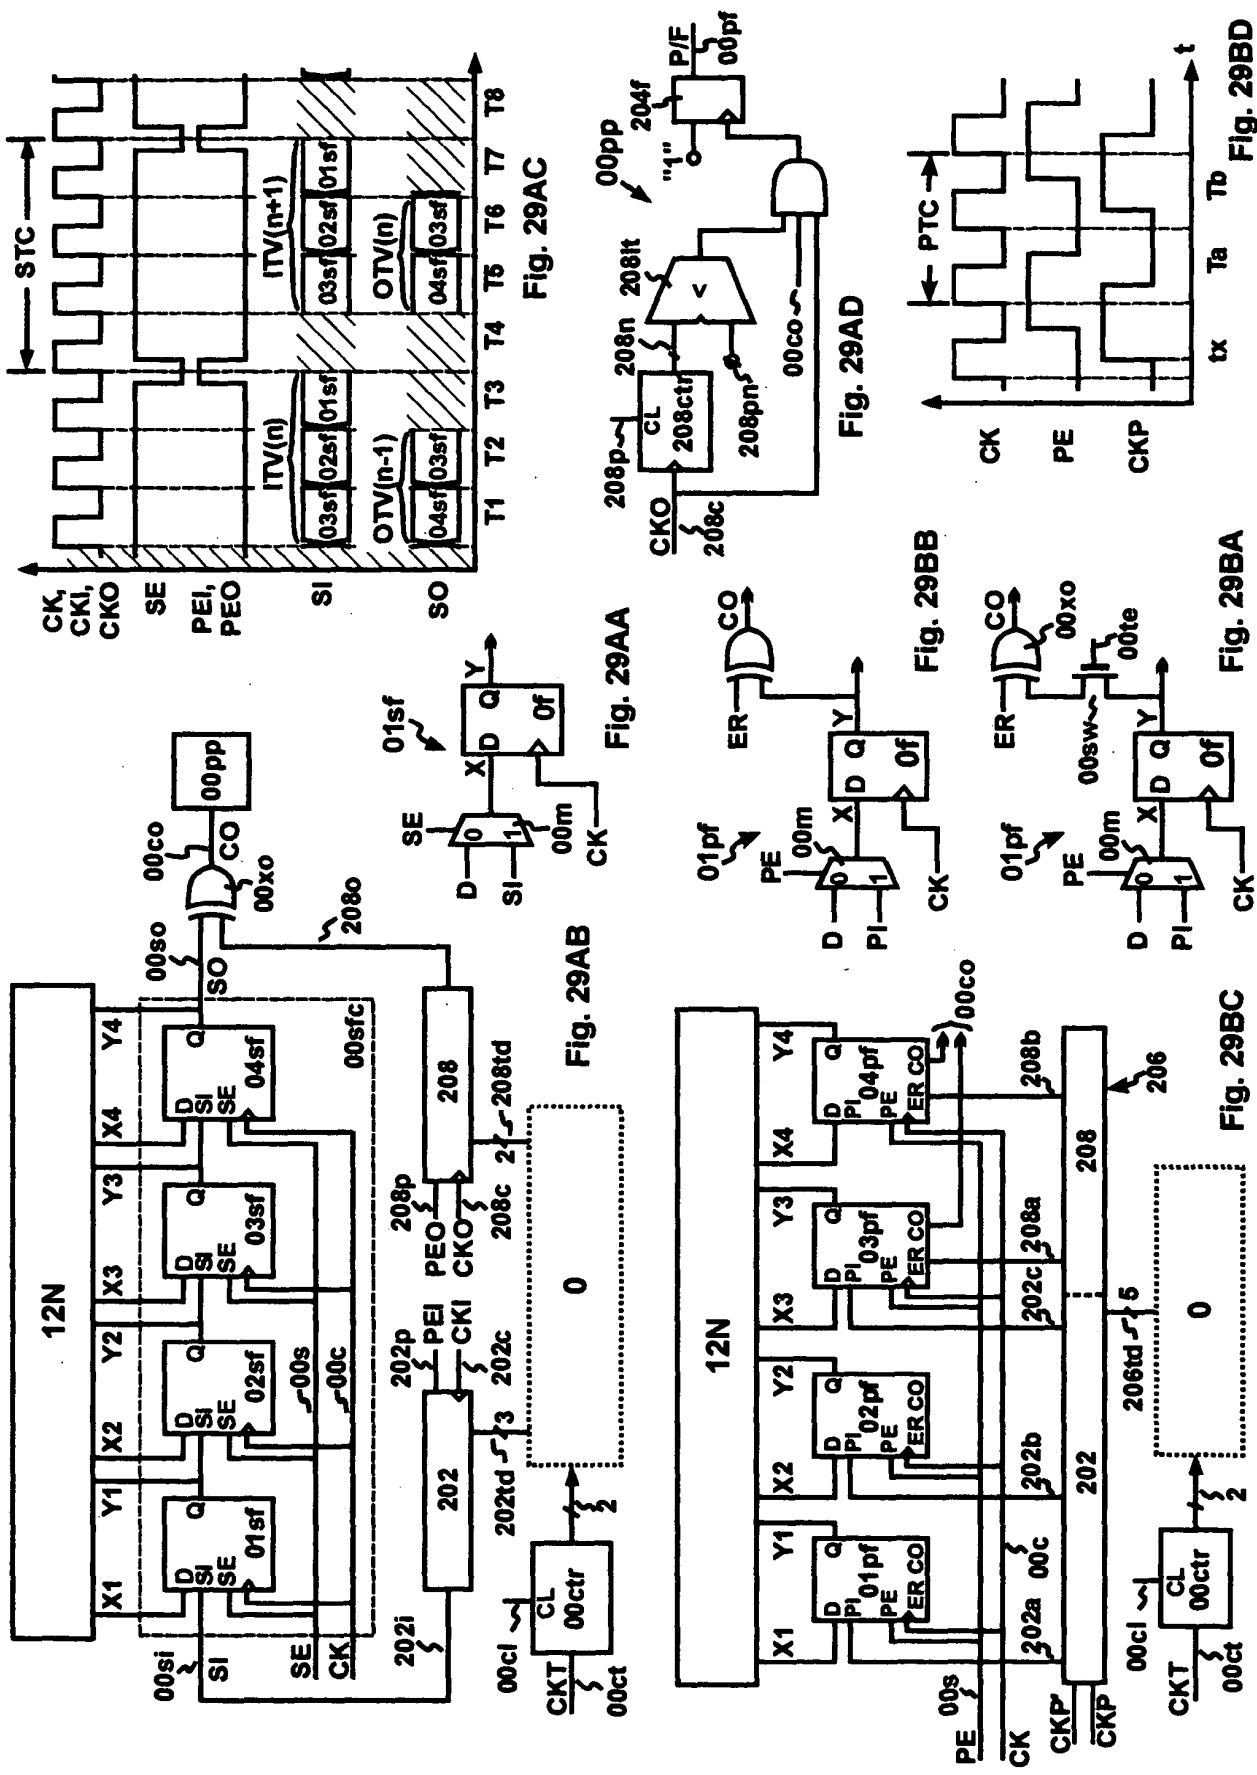 12N
X1 Y1 X2 Y2 X3 Y3 X4 Y4
D SI SE Q 01sf
D SI SE Q 02sf
D SI SE Q 03sf
D SI SE Q 04sf
00si
SI
SE
CK
00s
00c
00sfc
00so
SO
00co
CO
00pp
00xo
202i
202
202p
PEI
CKI
202c
202td
3
208p
PEO
CKO
208c
208
208td
2
208o
0
00cl
CL
00ctr
CKT
00ct
2
Fig. 29AB
01sf
SE
D
SI
0
1
00m
X
D Q
Y
0f
CK
Fig. 29AA
STC
CK,
CKI,
CKO
SE
PEI,
PEO
SI
SO
ITV(n)
03sf 02sf 01sf
ITV(n+1)
03sf 02sf 01sf
OTV(n-1)
04sf 03sf
OTV(n)
04sf 03sf
T1 T2 T3 T4 T5 T6 T7 T8
Fig. 29AC
00pp
208p
CL
208ctr
CKO
208c
208n
208lt
<
208pn
00co
"1"
204f
P/F
00pf
Fig. 29AD
12N
X1 Y1 X2 Y2 X3 Y3 X4 Y4
D PI PE Q 01pf ER CO
D PI PE Q 02pf ER CO
D PI PE Q 03pf ER CO
D PI PE Q 04pf ER CO
00co
00s
PE
CK
00c
202a
202b
202c
208a
208b
CKP'
CKP
202
208
206
206td
5
0
00cl
CL
00ctr
CKT
00ct
2
Fig. 29BC
01pf
PE
D
PI
0
1
00m
X
D Q
Y
0f
CK
ER
CO
Fig. 29BB
01pf
PE
D
PI
0
1
00m
X
D Q
Y
0f
CK
ER
00sw
00te
00xo
CO
Fig. 29BA
PTC
CK
PE
CKP
tx Ta Tb
t
Fig. 29BD